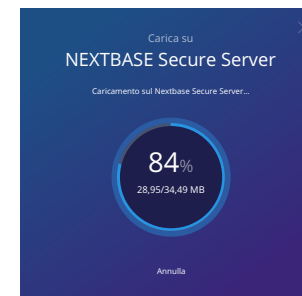 Carica su
NEXTBASE Secure Server
Caricamento sul Nextbase Secure Server...
84%
28,95/34,49 MB
Annulla